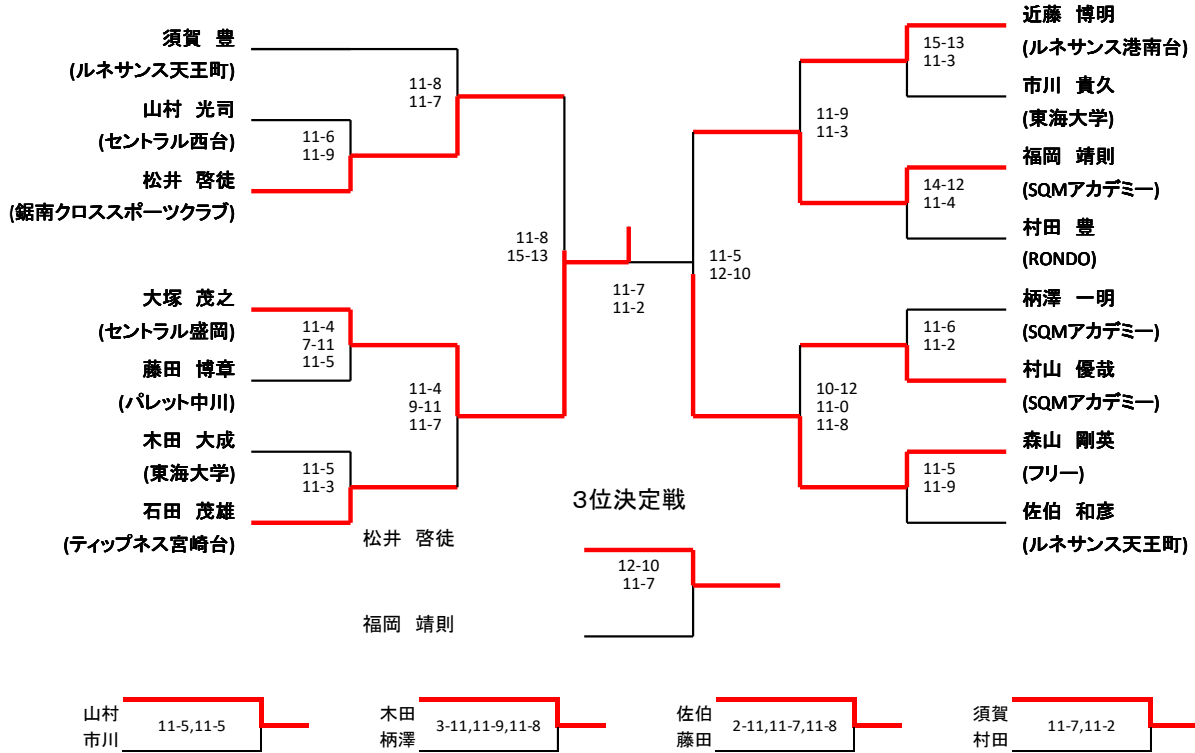 須賀 豊
(ルネサンス天王町)
山村 光司
(セントラル西台)
松井 啓徒
(鋸南クロススポーツクラブ)
11-6
11-9
11-8
11-7
大塚 茂之
(セントラル盛岡)
藤田 博章
(パレット中川)
木田 大成
(東海大学)
石田 茂雄
(ティップネス宮崎台)
11-4
7-11
11-5
11-5
11-3
11-4
9-11
11-7
11-8
15-13
11-7
11-2
11-5
12-10
近藤 博明
(ルネサンス港南台)
市川 貴久
(東海大学)
福岡 靖則
(SQMアカデミー)
村田 豊
(RONDO)
15-13
11-3
14-12
11-4
11-9
11-3
柄澤 一明
(SQMアカデミー)
村山 優哉
(SQMアカデミー)
森山 剛英
(フリー)
佐伯 和彦
(ルネサンス天王町)
11-6
11-2
11-5
11-9
10-12
11-0
11-8
3位決定戦
松井 啓徒
12-10
11-7
福岡 靖則
山村
市川
11-5,11-5
木田
柄澤
3-11,11-9,11-8
佐伯
藤田
2-11,11-7,11-8
須賀
村田
11-7,11-2